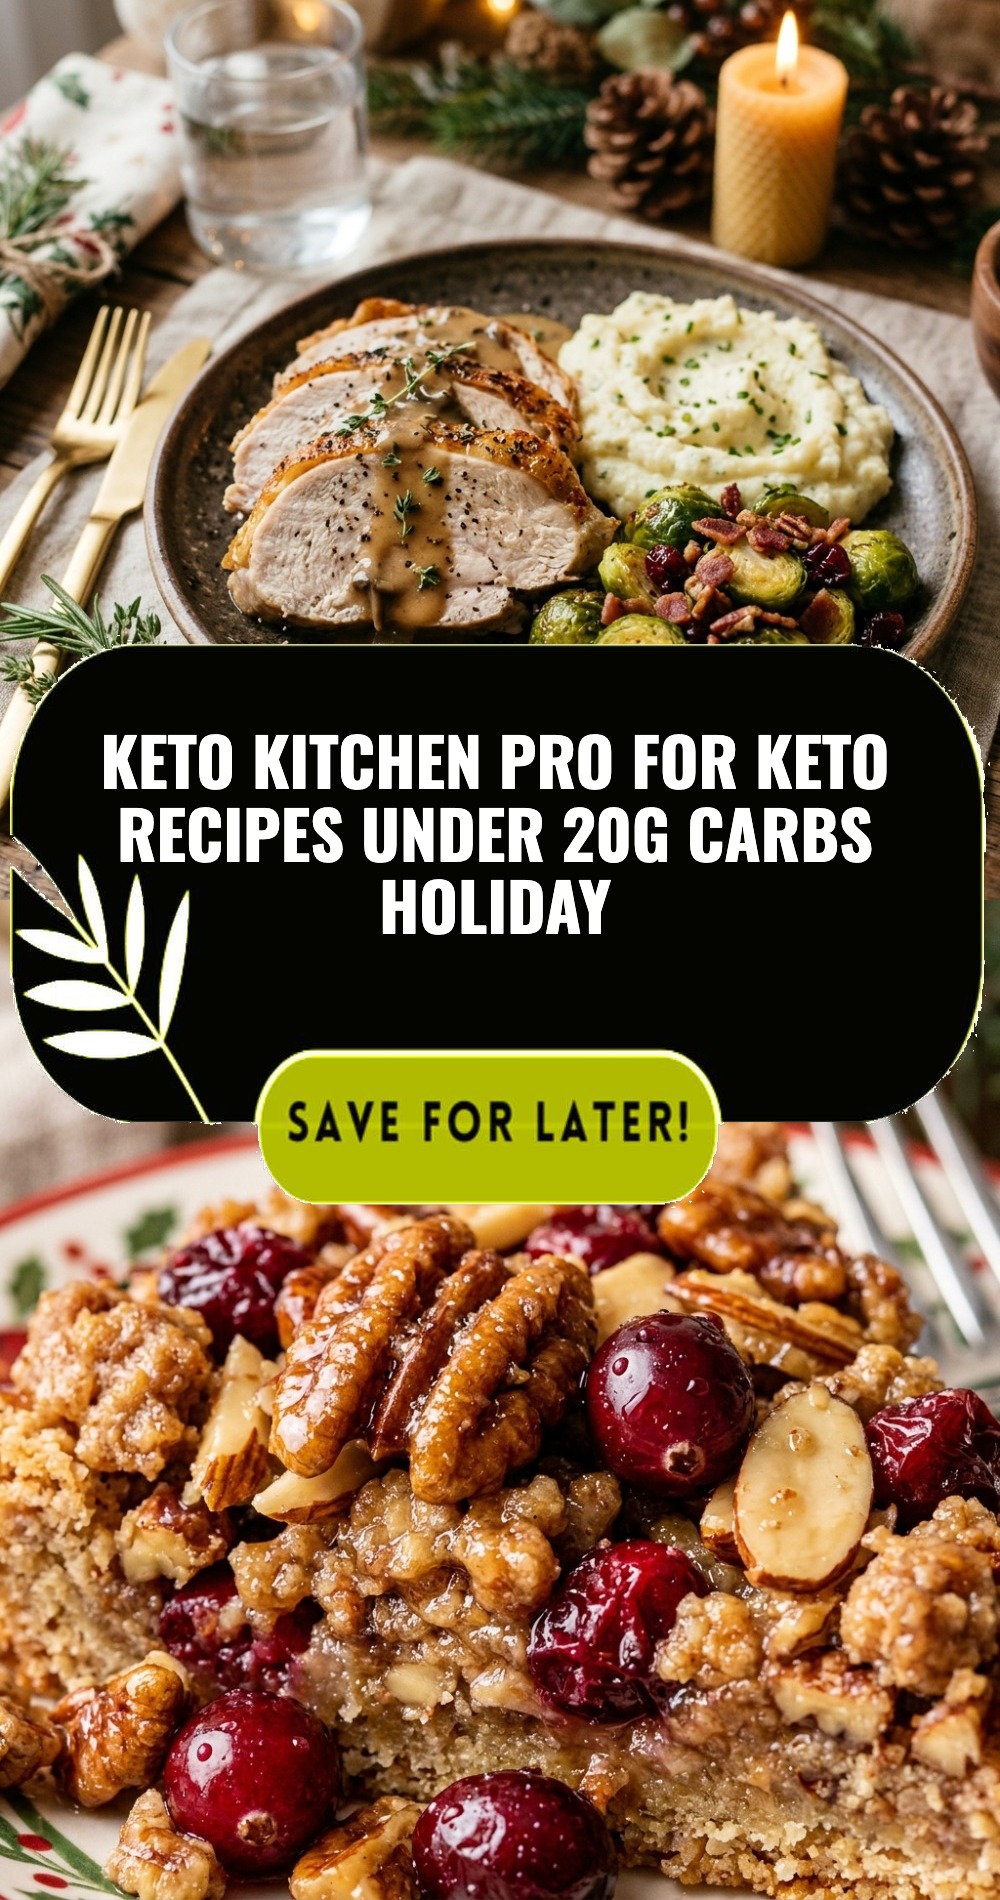 KETO KITCHEN PRO FOR KETO
RECIPES UNDER 20G CARBS
HOLIDAY
SAVE FOR LATER!